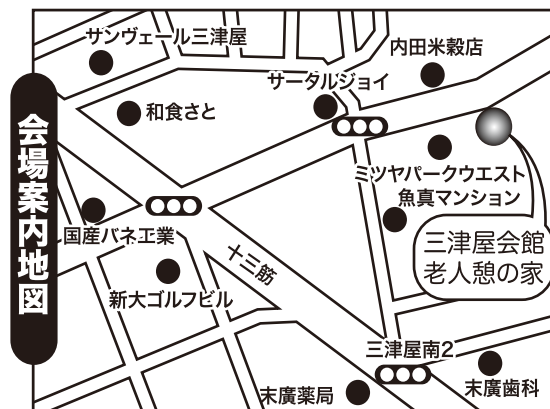 会場案内地図
サンヴェール三津屋
内田米穀店
サータルジョイ
和食さと
ミツヤパークウエスト
魚真マンション
国産バネ工業
三津屋会館
老人憩の家
十三筋
新大ゴルフビル
三津屋南2
末廣薬局
末廣歯科